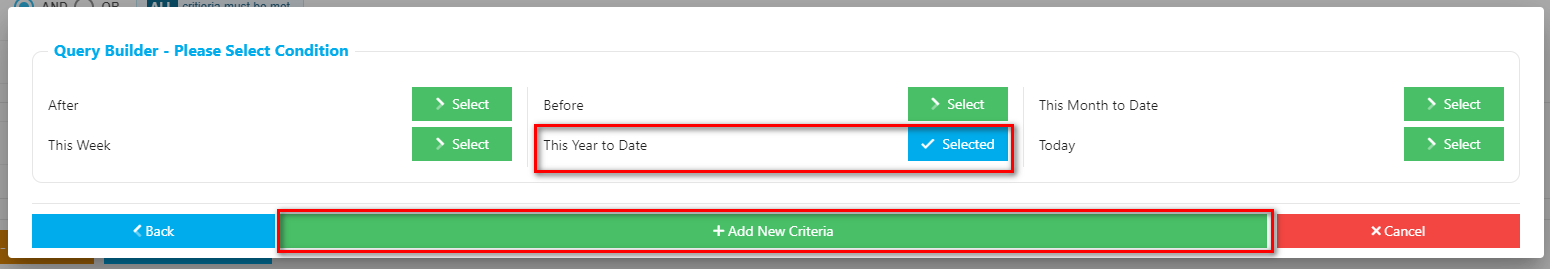 AND OR ALL critieria must be met
Query Builder - Please Select Condition
After Select Before Select This Month to Date Select
This Week Select This Year to Date Selected Today Select
Back Add New Criteria Cancel